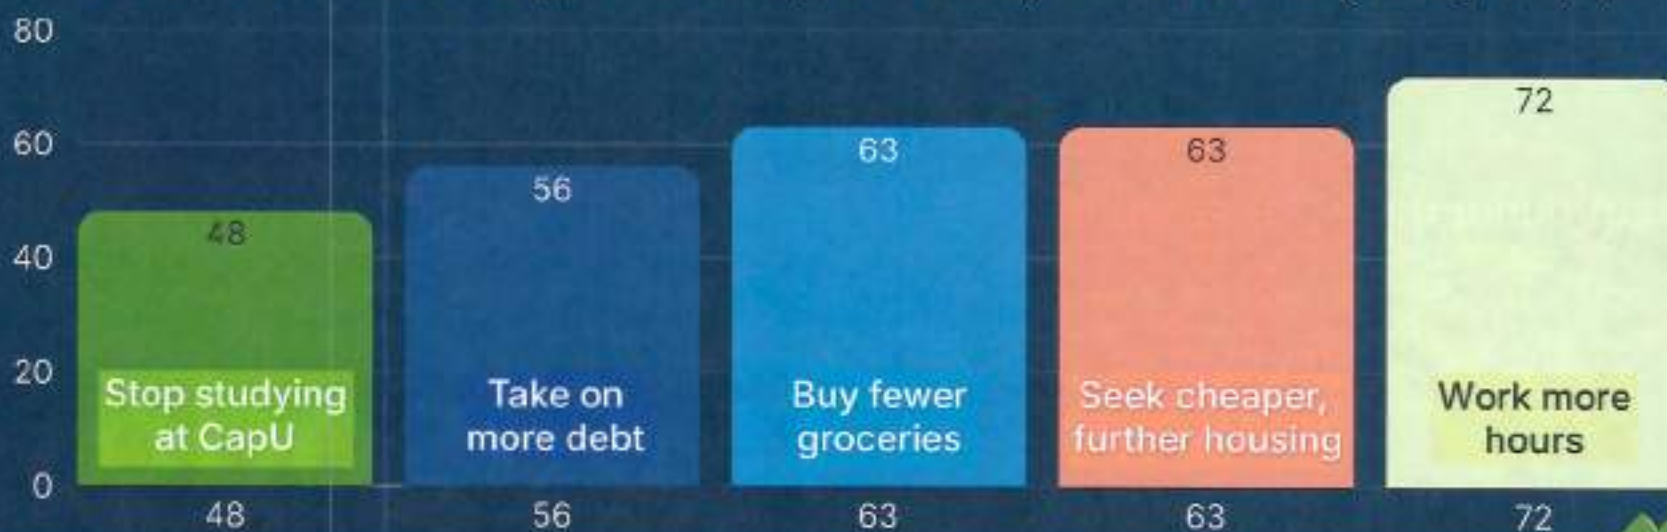 80
60
40
20
0
48
56
63
63
72
Stop studying
at CapU
Take on
more debt
Buy fewer
groceries
Seek cheaper,
further housing
Work more
hours
48
56
63
63
72